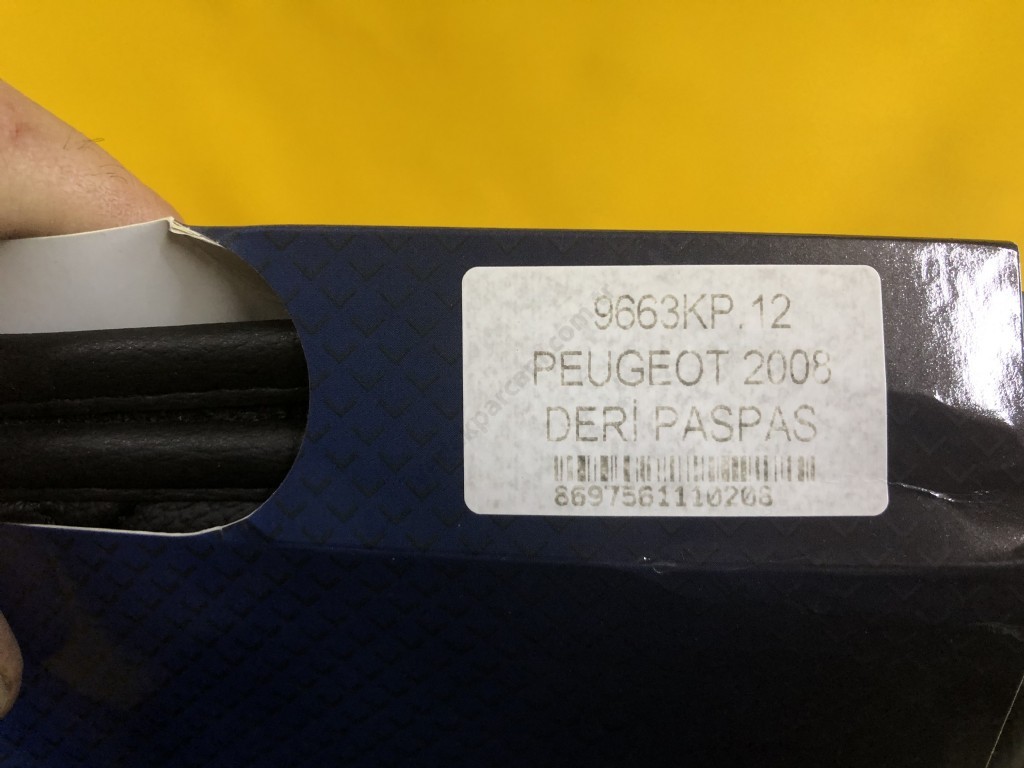 9663KP.12
PEUGEOT 2008
DERİ PASPAS
8697561110208